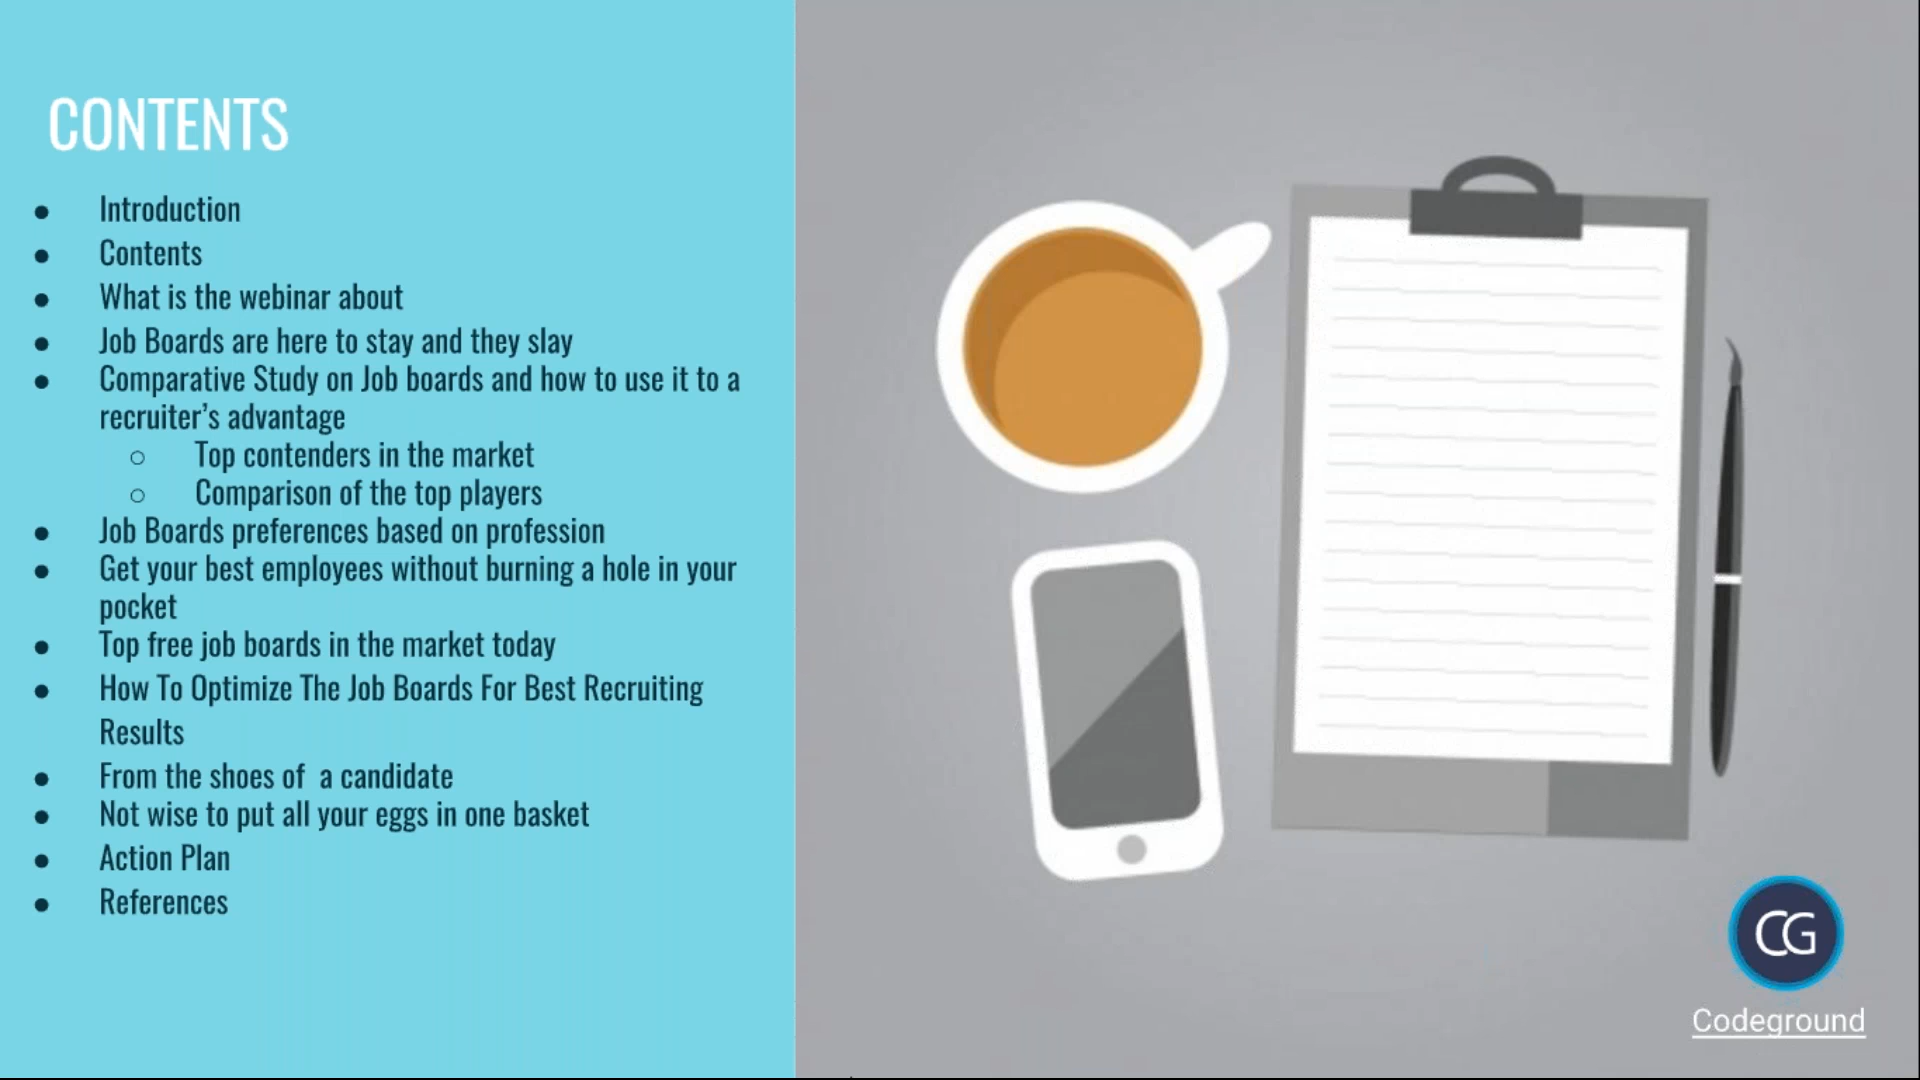 CONTENTS
● Introduction
● Contents
● What is the webinar about
● Job Boards are here to stay and they slay
● Comparative Study on Job boards and how to use it to a
recruiter’s advantage
○ Top contenders in the market
○ Comparison of the top players
● Job Boards preferences based on profession
● Get your best employees without burning a hole in your
pocket
● Top free job boards in the market today
● How To Optimize The Job Boards For Best Recruiting
Results
● From the shoes of  a candidate
● Not wise to put all your eggs in one basket
● Action Plan
● References
CG
Codeground